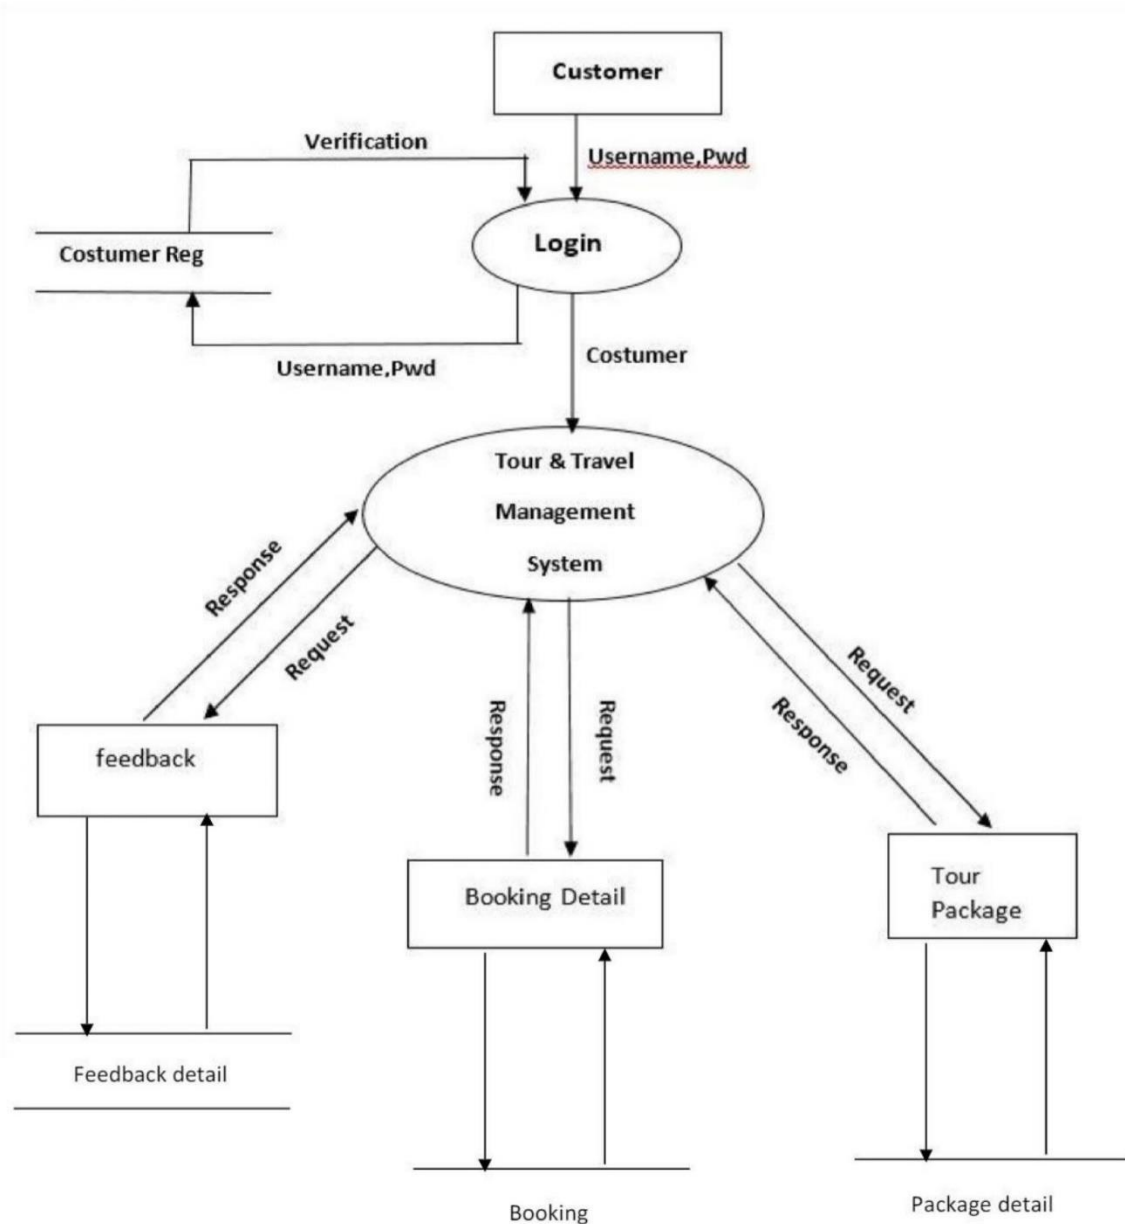 Customer
Verification
Username,Pwd
Login
Costumer Reg
Costumer
Username,Pwd
Tour & Travel
Management
System
Response
Request
Response
Request
Request
Response
feedback
Booking Detail
Tour
Package
Feedback detail
Booking
Package detail